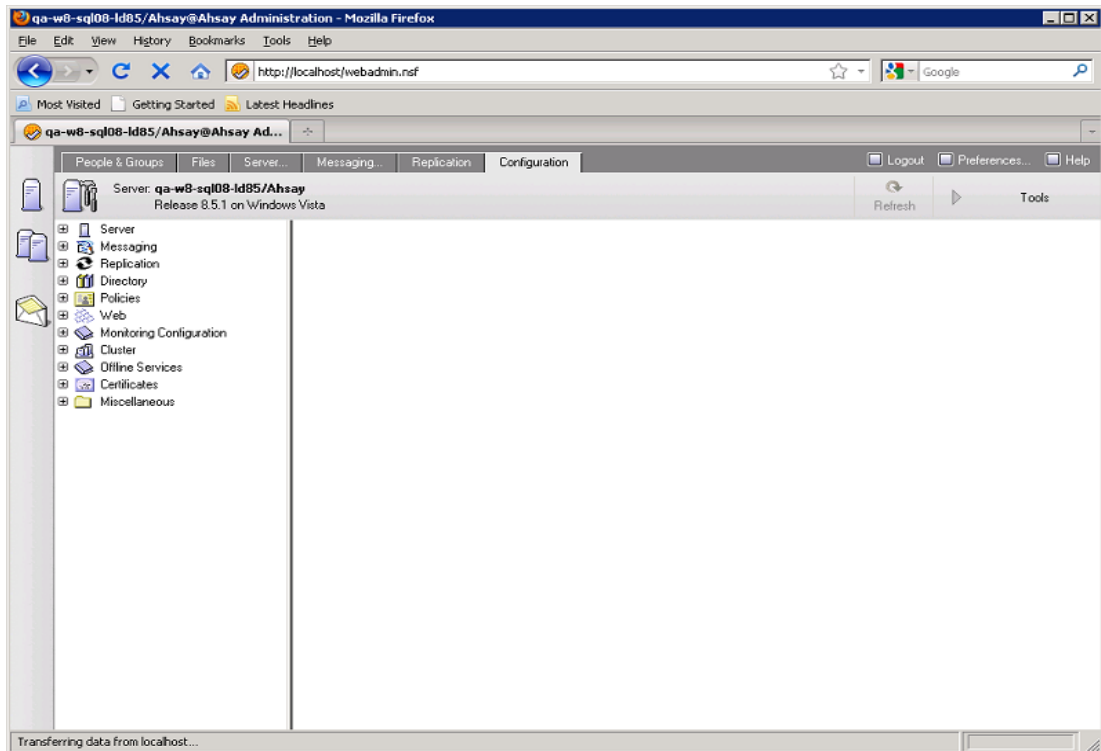 qa-w8-sql08-ld85/Ahsay@Ahsay Administration - Mozilla Firefox
File Edit View History Bookmarks Tools Help
http://localhost/webadmin.nsf
Google
Most Visited Getting Started Latest Headlines
qa-w8-sql08-ld85/Ahsay@Ahsay Ad...
People & Groups Files Server... Messaging... Replication Configuration Logout Preferences... Help
Server: qa-w8-sql08-ld85/Ahsay
Release 8.5.1 on Windows Vista
Refresh
Tools
Server
Messaging
Replication
Directory
Policies
Web
Monitoring Configuration
Cluster
Offline Services
Certificates
Miscellaneous
Transferring data from localhost...